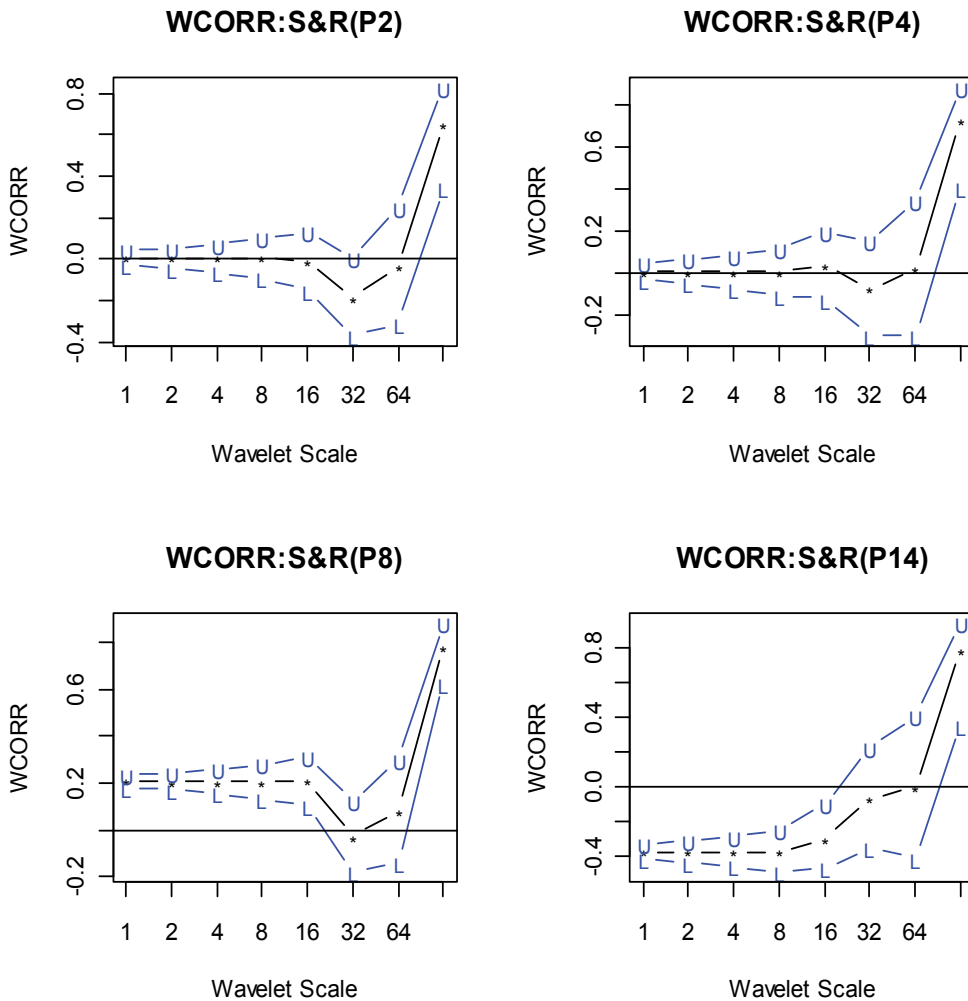 WCORR:S&R(P2)
WCORR
0.8
0.4
0.0
-0.4
U U U U U U U U
* * * * * * * *
L L L L L L L L
1 2 4 8 16 32 64
Wavelet Scale
WCORR:S&R(P4)
WCORR
0.6
0.2
-0.2
U U U U U U U U
* * * * * * * *
L L L L L L L L
1 2 4 8 16 32 64
Wavelet Scale
WCORR:S&R(P8)
WCORR
0.6
0.2
-0.2
U U U U U U U U
* * * * * * * *
L L L L L L L L
1 2 4 8 16 32 64
Wavelet Scale
WCORR:S&R(P14)
WCORR
0.8
0.4
0.0
-0.4
U U U U U U U U
* * * * * * * *
L L L L L L L L
1 2 4 8 16 32 64
Wavelet Scale